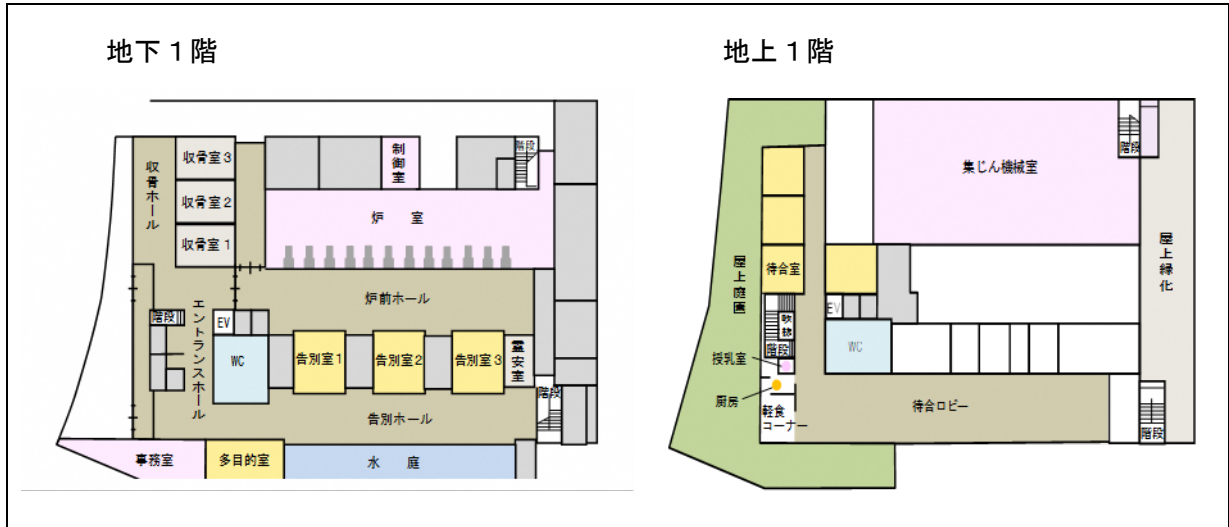 地下１階
収骨ホール
収骨室３
収骨室２
収骨室１
制御室
階段
炉　室
炉前ホール
エントランスホール
階段
EV
WC
告別室１
告別室２
告別室３
霊安室
階段
告別ホール
事務室
多目的室
水　庭
地上１階
集じん機械室
階段
屋上緑化
屋上庭園
待合室
EV
WC
階段
授乳室
厨房
軽食
コーナー
待合ロビー
階段